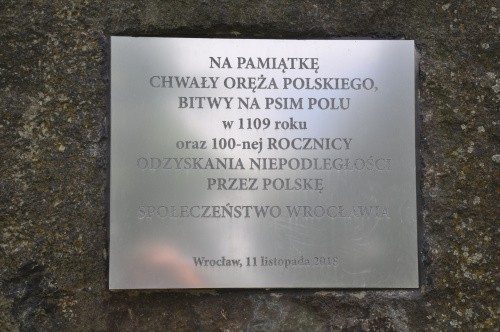 NA PAMIĄTKĘ
CHWAŁY ORĘŻA POLSKIEGO,
BITWY NA PSIM POLU
w 1109 roku
oraz 100-nej ROCZNICY
ODZYSKANIA NIEPODLEGŁOŚCI
PRZEZ POLSKĘ
SPOŁECZEŃSTWO WROCŁAWIA
Wrocław, 11 listopada 2018